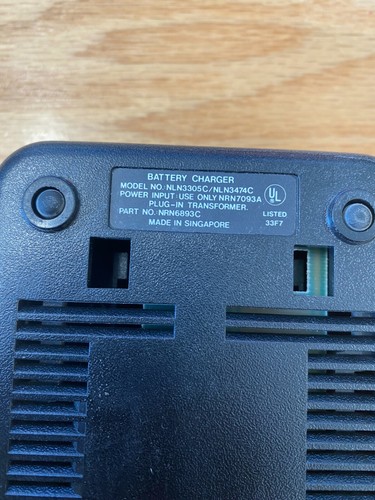 BATTERY CHARGER
MODEL NO./NLN3305C/NLN3474C
POWER INPUT: USE ONLY NRN7093A
PLUG-IN TRANSFORMER.
PART NO. NRN6893C
MADE IN SINGAPORE
UL
LISTED
33F7